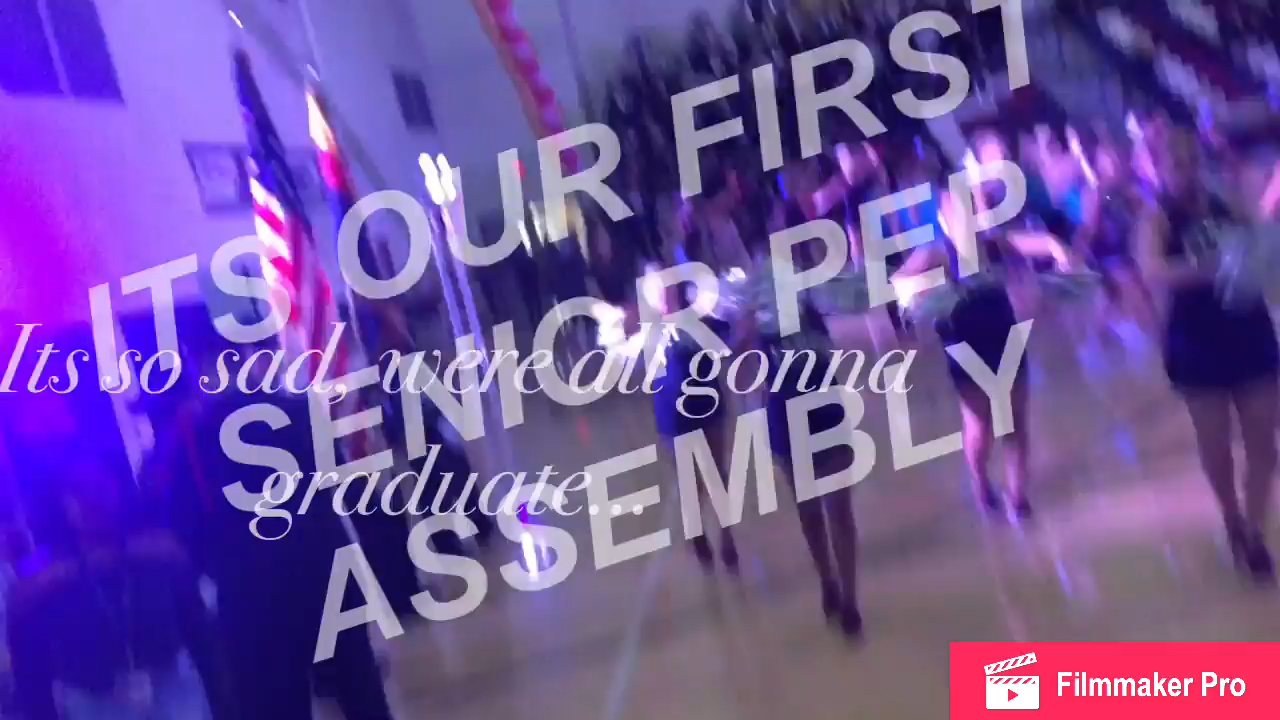 ITS OUR FIRST
SENIOR PEP
ASSEMBLY
Its so sad, were all gonna
graduate...
Filmmaker Pro